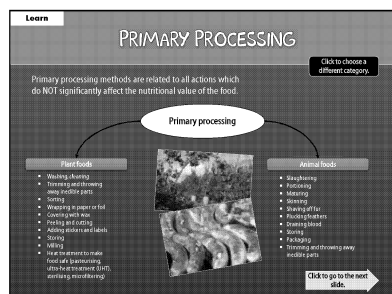 Learn
PRIMARY PROCESSING
Click to choose a
different category.
Primary processing methods are related to all actions which
do NOT significantly affect the nutritional value of the food.
Primary processing
Plant foods
Washing, cleaning
Trimming and throwing
away inedible parts
Sorting
Wrapping in paper or foil
Covering with wax
Peeling and cutting
Adding stickers and labels
Storing
Milling
Heat treatment to make
food safe (pasteurising,
ultra-heat treatment (UHT),
sterilising, microfiltering)
Animal foods
Slaughtering
Portioning
Maturing
Skinning
Shaving off fur
Plucking feathers
Draining blood
Storing
Packaging
Trimming and throwing away
inedible parts
Click to go to the next
slide.